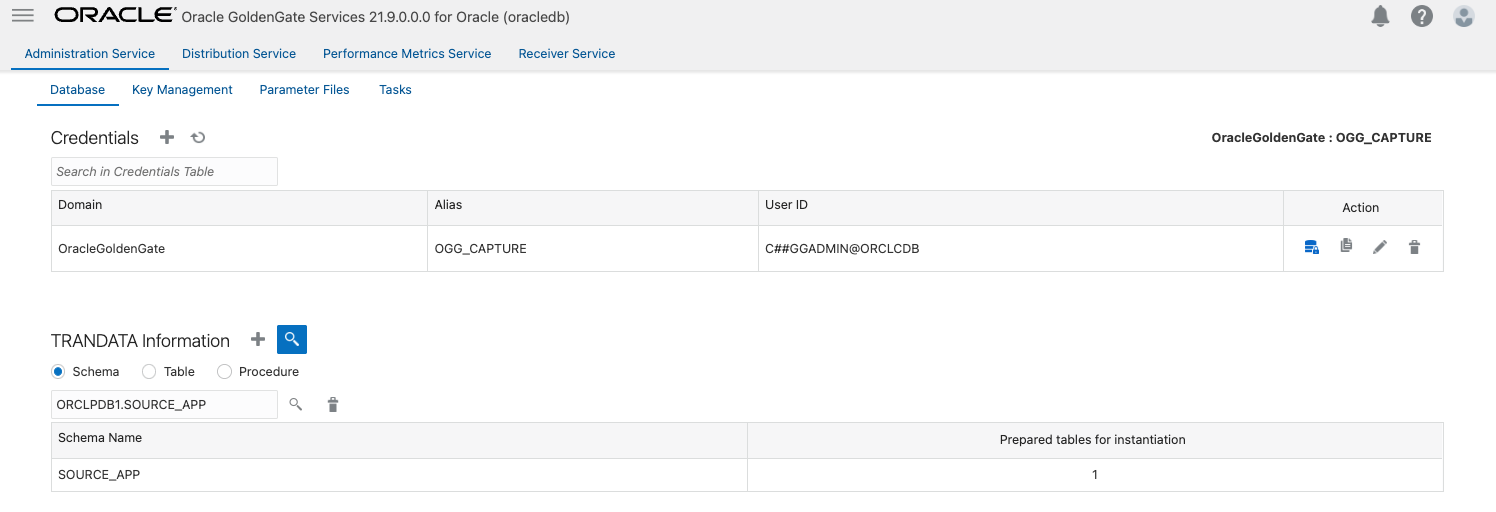 ORACLE Oracle GoldenGate Services 21.9.0.0.0 for Oracle (oracledb)
Administration Service Distribution Service Performance Metrics Service Receiver Service
Database Key Management Parameter Files Tasks
Credentials OracleGoldenGate : OGG_CAPTURE
Search in Credentials Table
Domain Alias User ID Action
OracleGoldenGate OGG_CAPTURE C##GGADMIN@ORCLCDB
TRANDATA Information
Schema Table Procedure
ORCLPDB1.SOURCE_APP
Schema Name Prepared tables for instantiation
SOURCE_APP 1